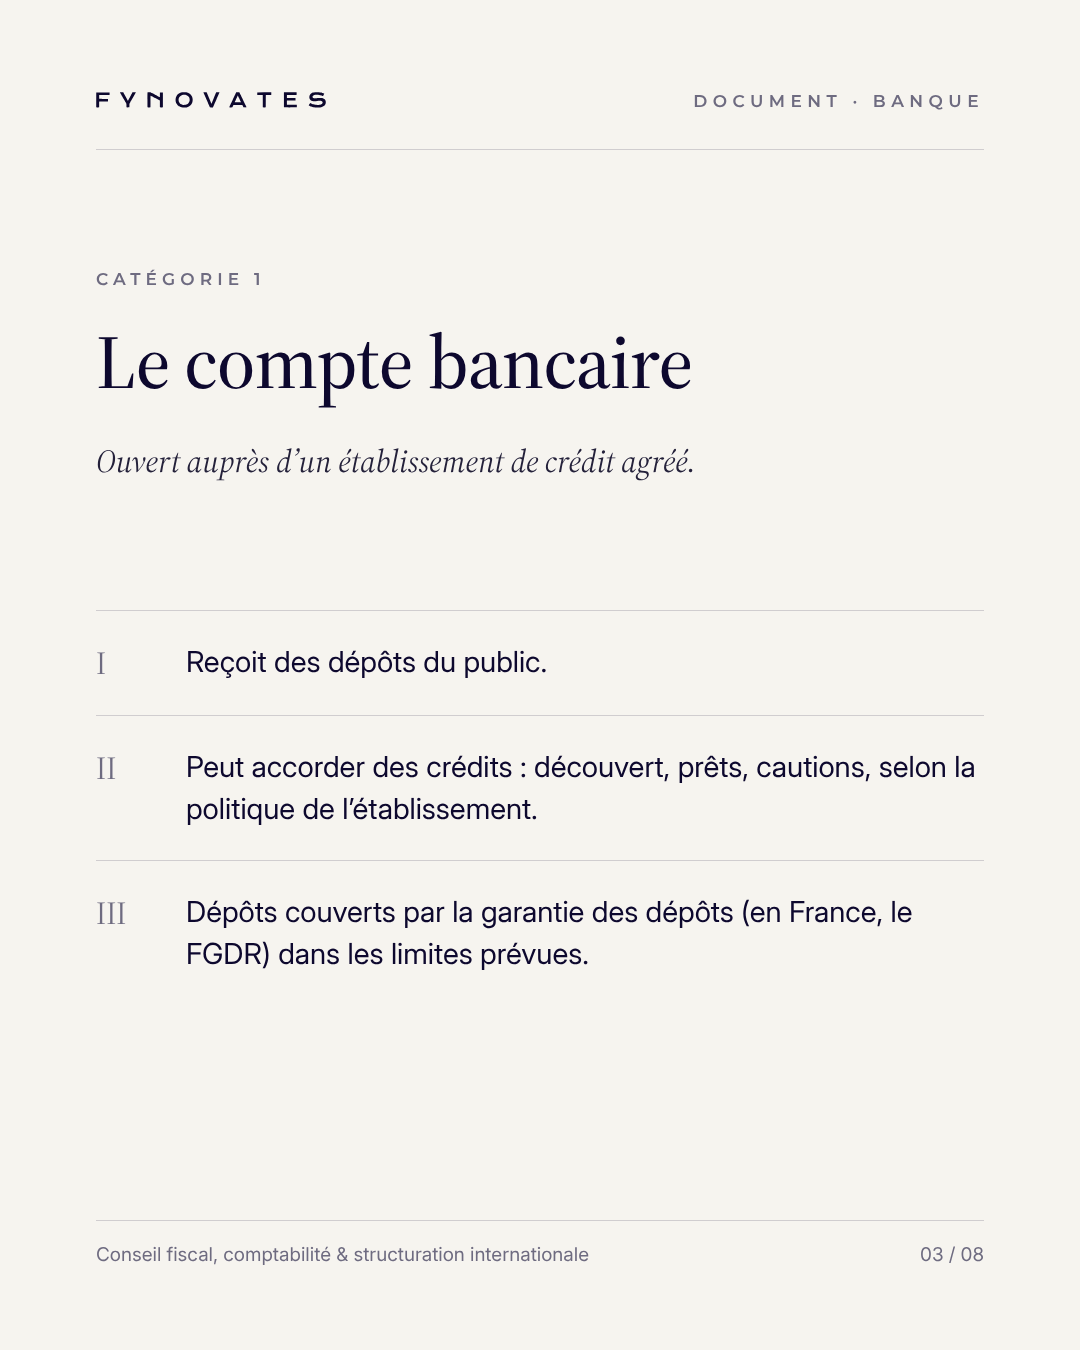 FYNOVATES
DOCUMENT · BANQUE
CATÉGORIE 1
Le compte bancaire
Ouvert auprès d’un établissement de crédit agréé.
I
Reçoit des dépôts du public.
II
Peut accorder des crédits : découvert, prêts, cautions, selon la
politique de l’établissement.
III
Dépôts couverts par la garantie des dépôts (en France, le
FGDR) dans les limites prévues.
Conseil fiscal, comptabilité & structuration internationale
03 / 08